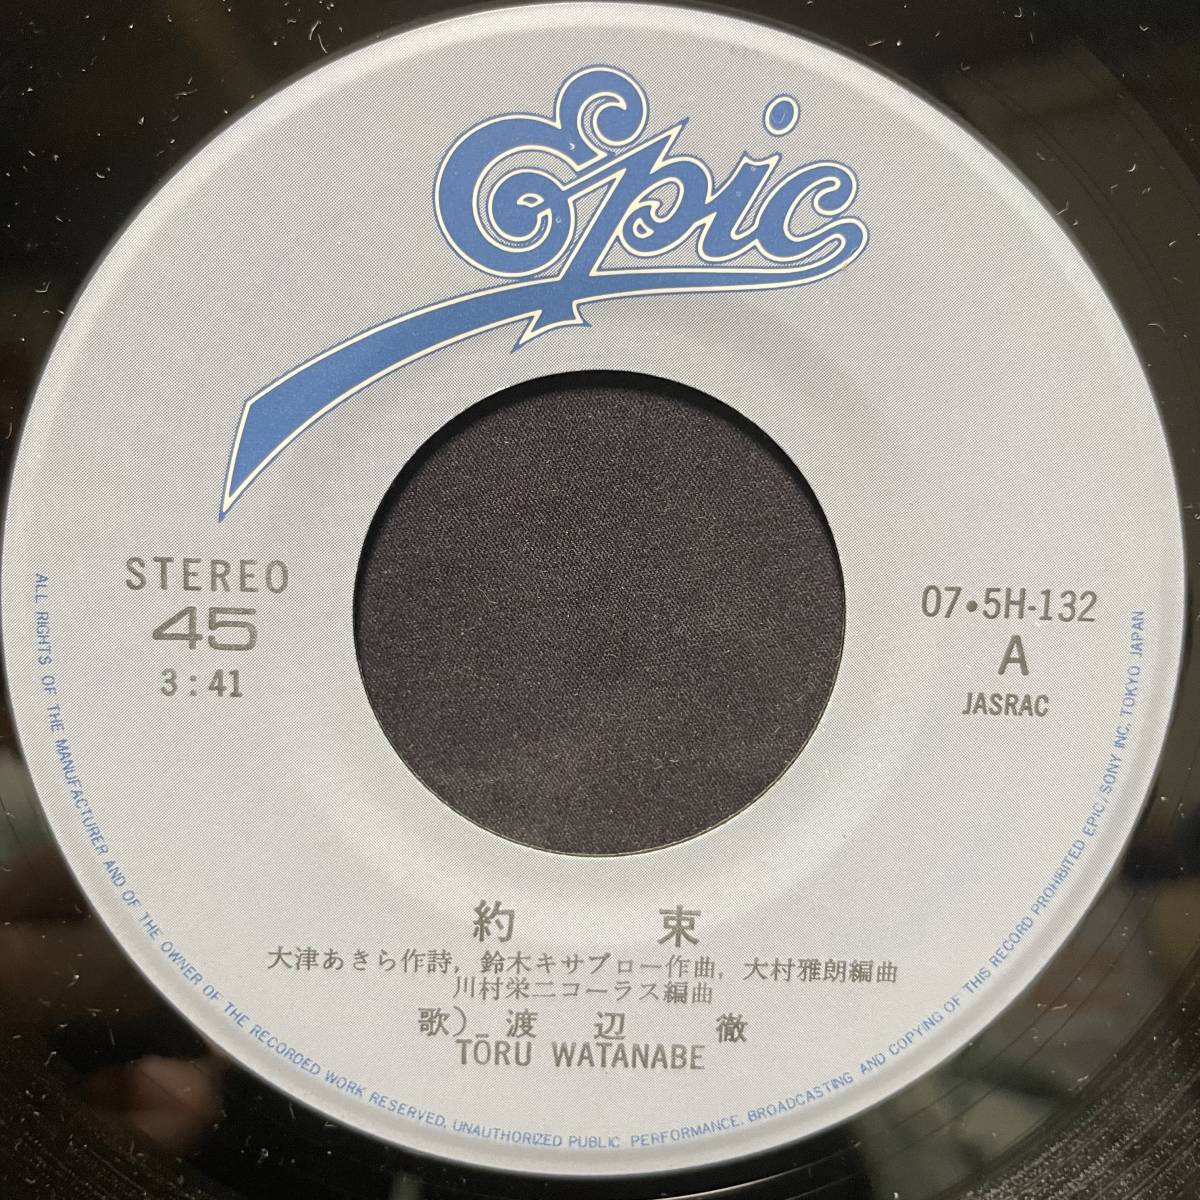 Epic
STEREO
45
3:41
07・5H-132
A
JASRAC
約束
大津あきら作詩, 鈴木キサブロー作曲, 大村雅朗編曲
川村栄二コーラス編曲
歌) 渡辺 徹
TŌRU WATANABE
ALL RIGHTS OF THE MANUFACTURER AND OF THE OWNER OF THE RECORDED WORK RESERVED, UNAUTHORIZED PUBLIC PERFORMANCE, BROADCASTING AND COPYING OF THIS RECORD PROHIBITED EPIC/SONY INC, TOKYO JAPAN